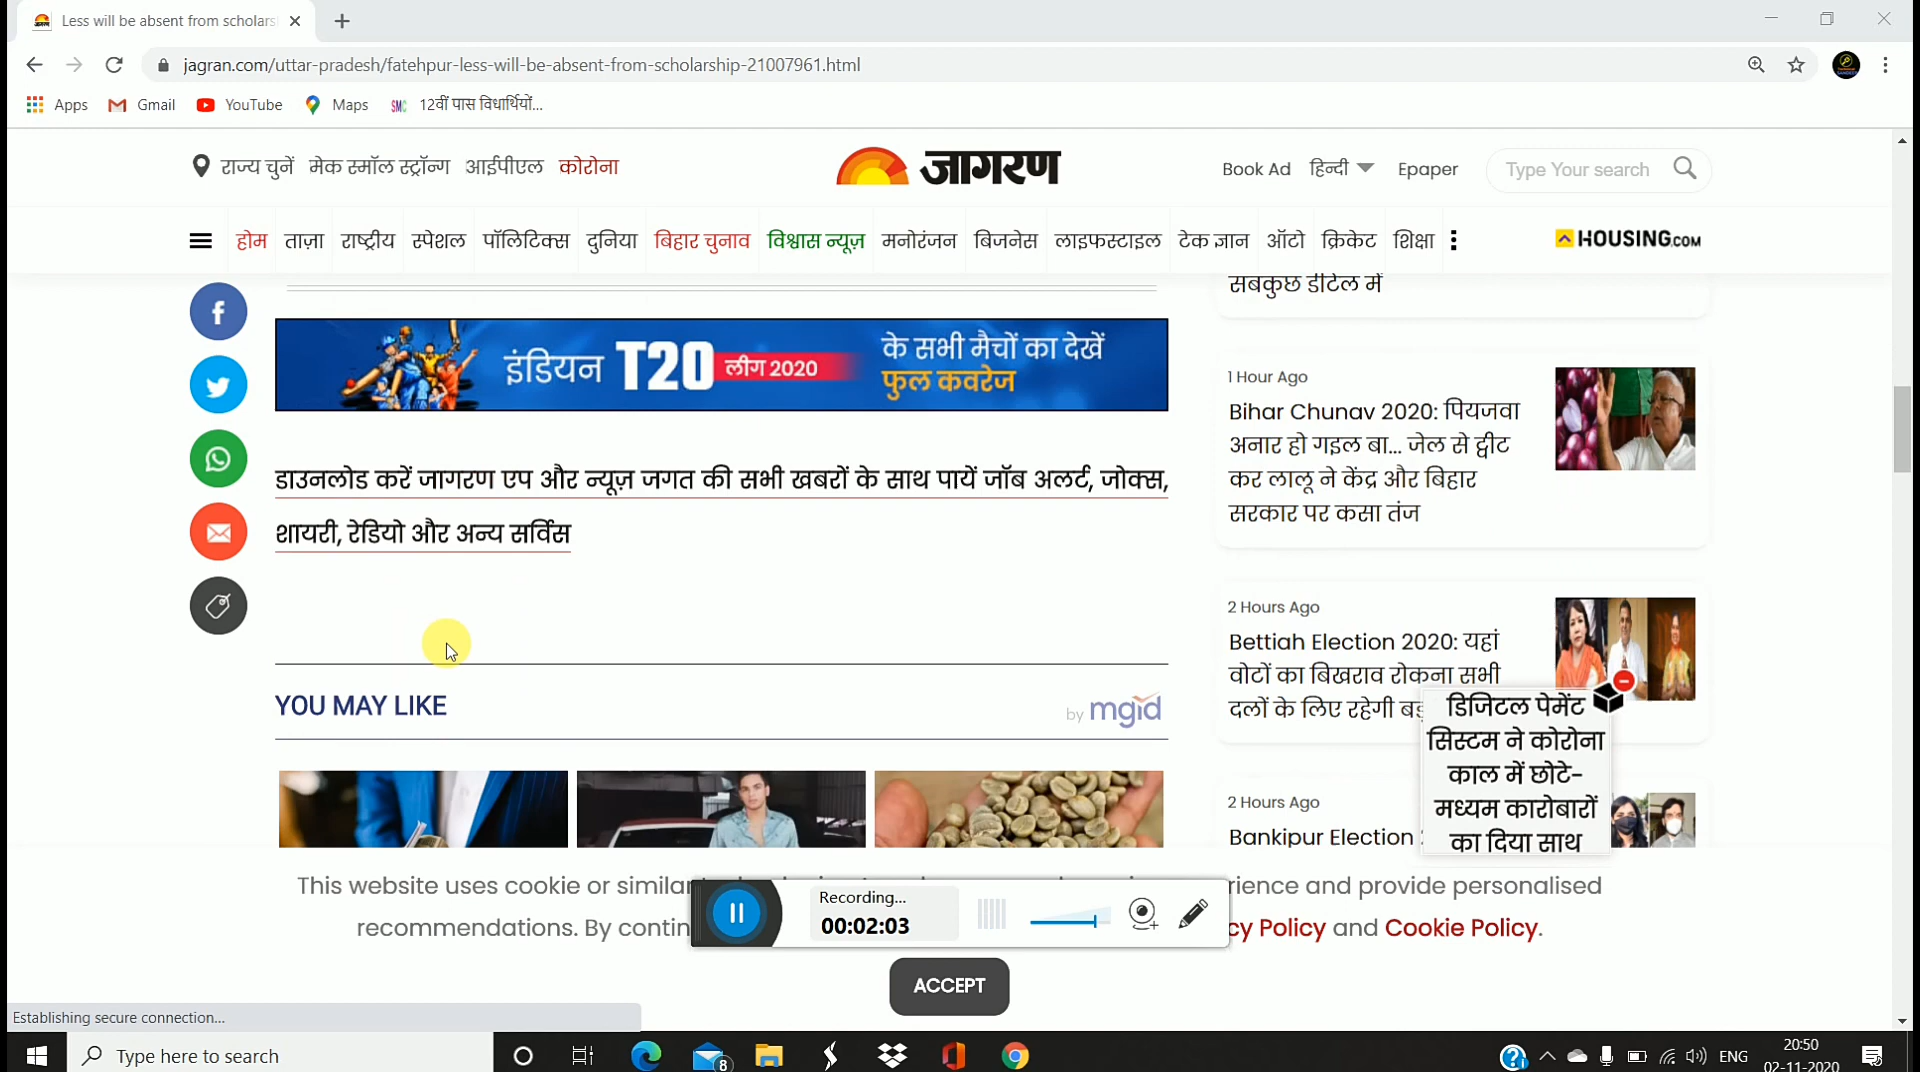 Less will be absent from scholars
jagran.com/uttar-pradesh/fatehpur-less-will-be-absent-from-scholarship-21007961.html
Apps Gmail YouTube Maps SMC 12वीं पास विधार्थियों...
राज्य चुनें मेक स्मॉल स्ट्रॉन्ग आईपीएल कोरोना
जागरण
Book Ad हिन्दी Epaper Type Your search
होम ताज़ा राष्ट्रीय स्पेशल पॉलिटिक्स दुनिया बिहार चुनाव विश्वास न्यूज़ मनोरंजन बिजनेस लाइफस्टाइल टेक ज्ञान ऑटो क्रिकेट शिक्षा
HOUSING.COM
इंडियन T20 लीग 2020
के सभी मैचों का देखें
फुल कवरेज
डाउनलोड करें जागरण एप और न्यूज़ जगत की सभी खबरों के साथ पायें जॉब अलर्ट, जोक्स,
शायरी, रेडियो और अन्य सर्विस
YOU MAY LIKE
by mgid
सबकुछ डीटेल में
1 Hour Ago
Bihar Chunav 2020: पियजवा
अनार हो गइल बा... जेल से ट्वीट
कर लालू ने केंद्र और बिहार
सरकार पर कसा तंज
2 Hours Ago
Bettiah Election 2020: यहां
वोटों का बिखराव रोकना सभी
दलों के लिए रहेगी
2 Hours Ago
Bankipur Election
डिजिटल पेमेंट
सिस्टम ने कोरोना
काल में छोटे-
मध्यम कारोबारों
का दिया साथ
This website uses cookie or similar
rience and provide personalised
recommendations. By contin
cy Policy and Cookie Policy.
Recording...
00:02:03
ACCEPT
Establishing secure connection...
Type here to search
8
ENG
20:50
02-11-2020